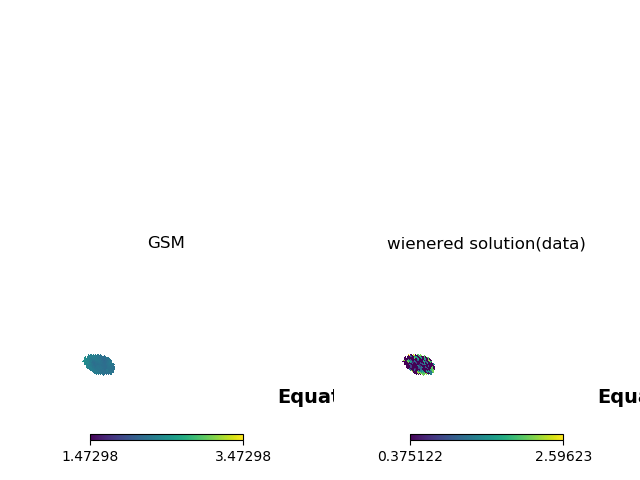 GSM
wienered solution(data)
Equat
Equa
1.47298
3.47298
0.375122
2.59623